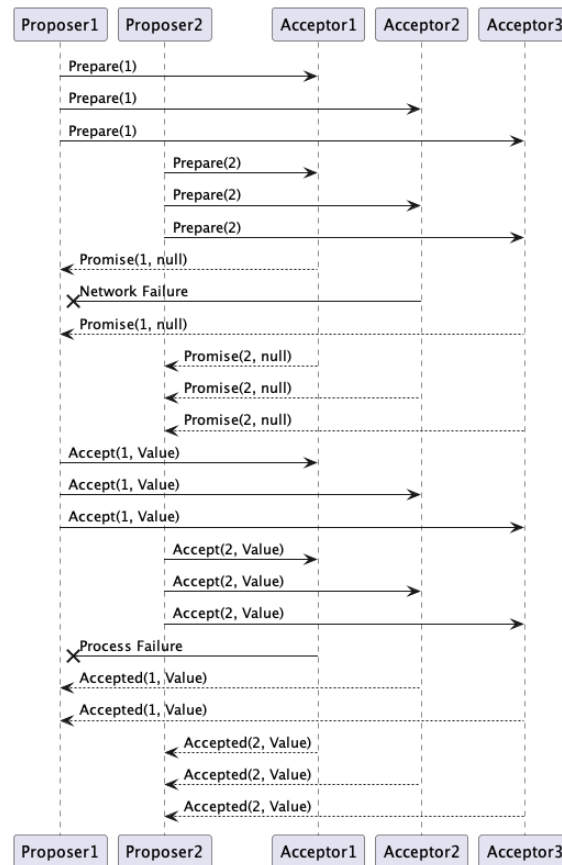 Proposer1 Proposer2 Acceptor1 Acceptor2 Acceptor3
Prepare(1)
Prepare(1)
Prepare(1)
Prepare(2)
Prepare(2)
Prepare(2)
Promise(1, null)
Network Failure
Promise(1, null)
Promise(2, null)
Promise(2, null)
Promise(2, null)
Accept(1, Value)
Accept(1, Value)
Accept(1, Value)
Accept(2, Value)
Accept(2, Value)
Accept(2, Value)
Process Failure
Accepted(1, Value)
Accepted(1, Value)
Accepted(2, Value)
Accepted(2, Value)
Accepted(2, Value)
Proposer1 Proposer2 Acceptor1 Acceptor2 Acceptor3